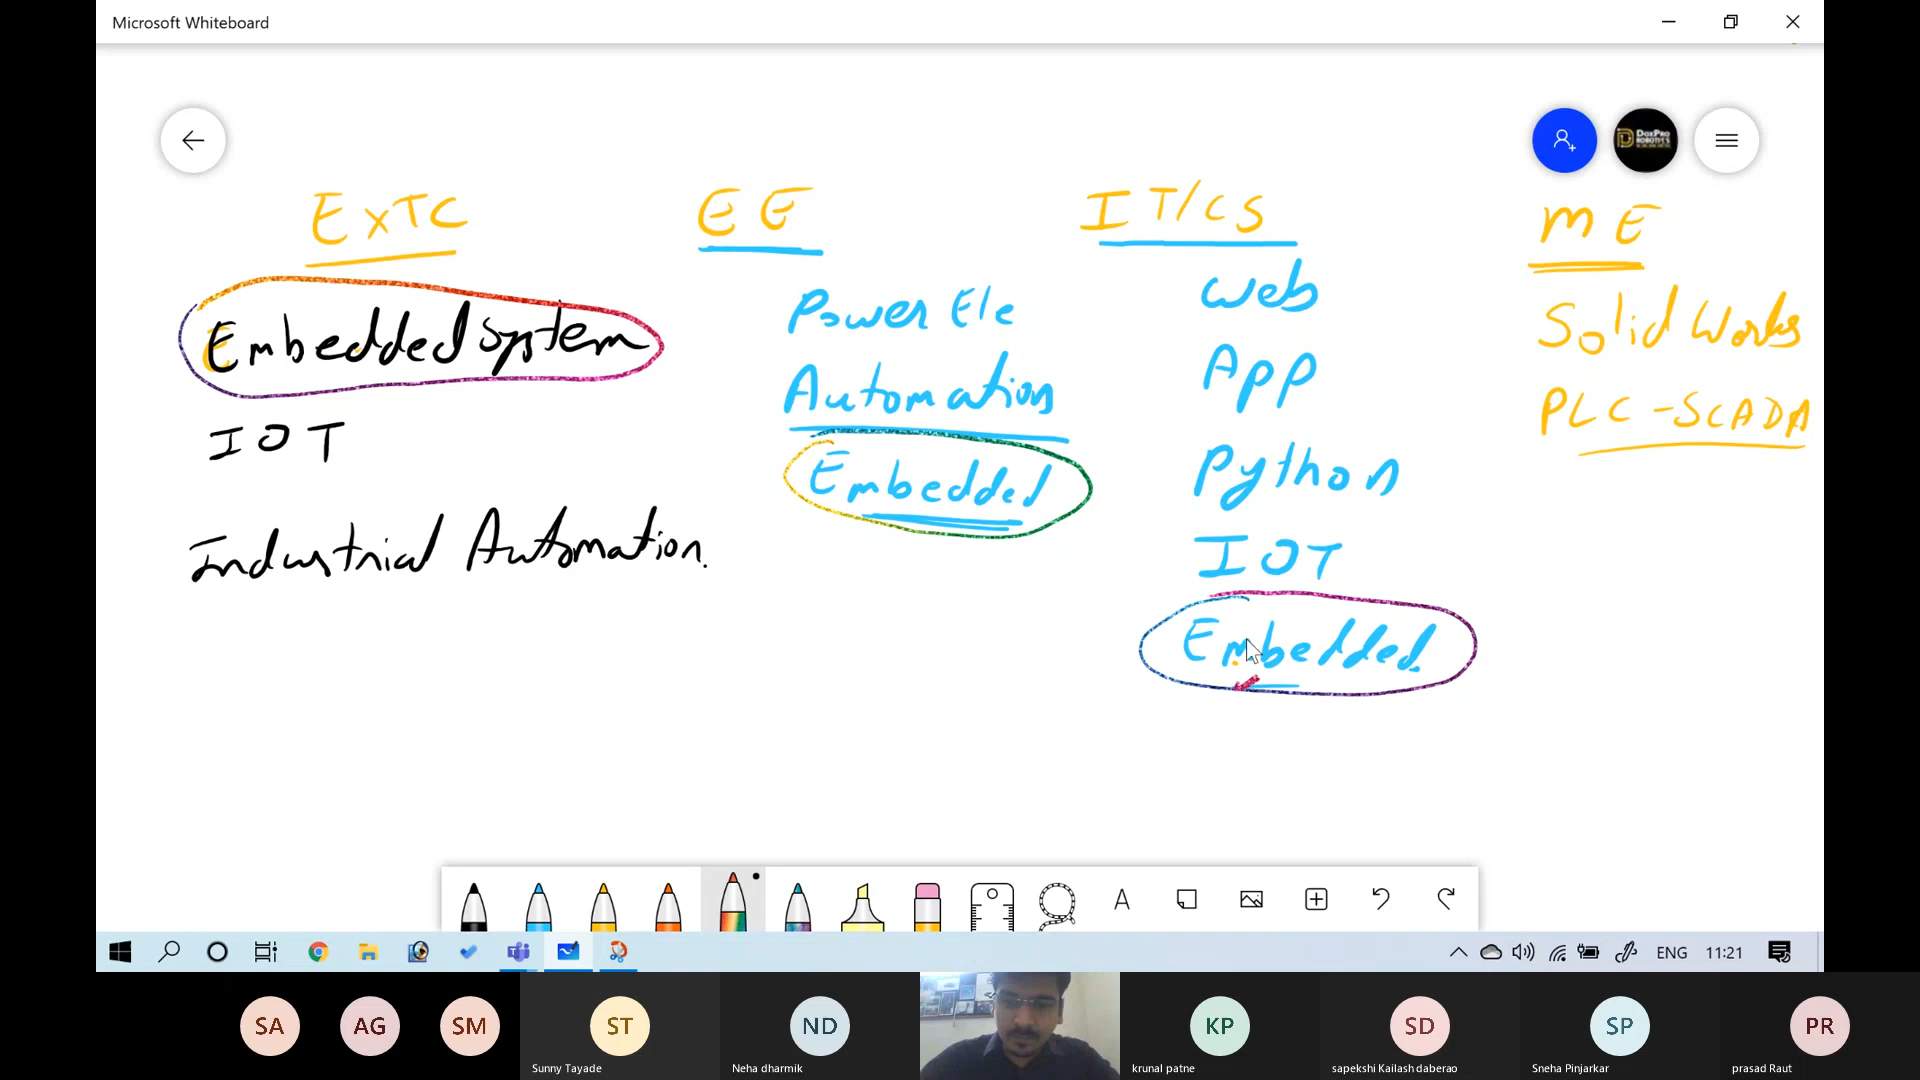 Microsoft Whiteboard
DOXPRO ROBOTICS
EXTC
Embedded System
IOT
Industrial Automation.
EE
Power Ele
Automation
Embedded
IT/CS
Web
App
Python
IOT
Embedded
ME
Solid Works
PLC-SCADA
A
ENG
11:21
SA
AG
SM
ST
Sunny Tayade
ND
Neha dharmik
KP
krunal patne
SD
sapekshi Kailash daberao
SP
Sneha Pinjarkar
PR
prasad Raut